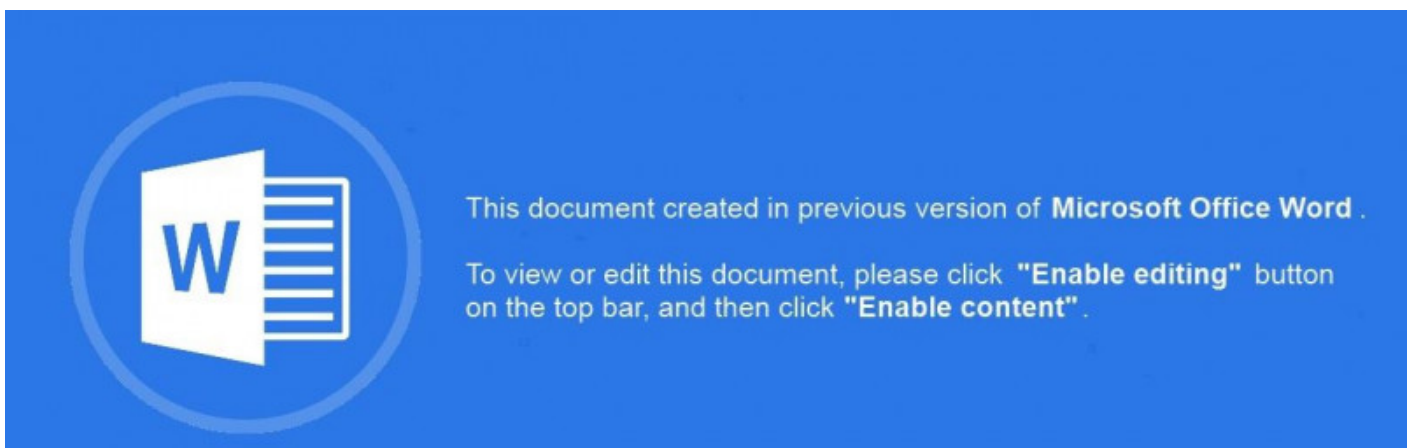 W
This document created in previous version of Microsoft Office Word .
To view or edit this document, please click "Enable editing" button
on the top bar, and then click "Enable content".